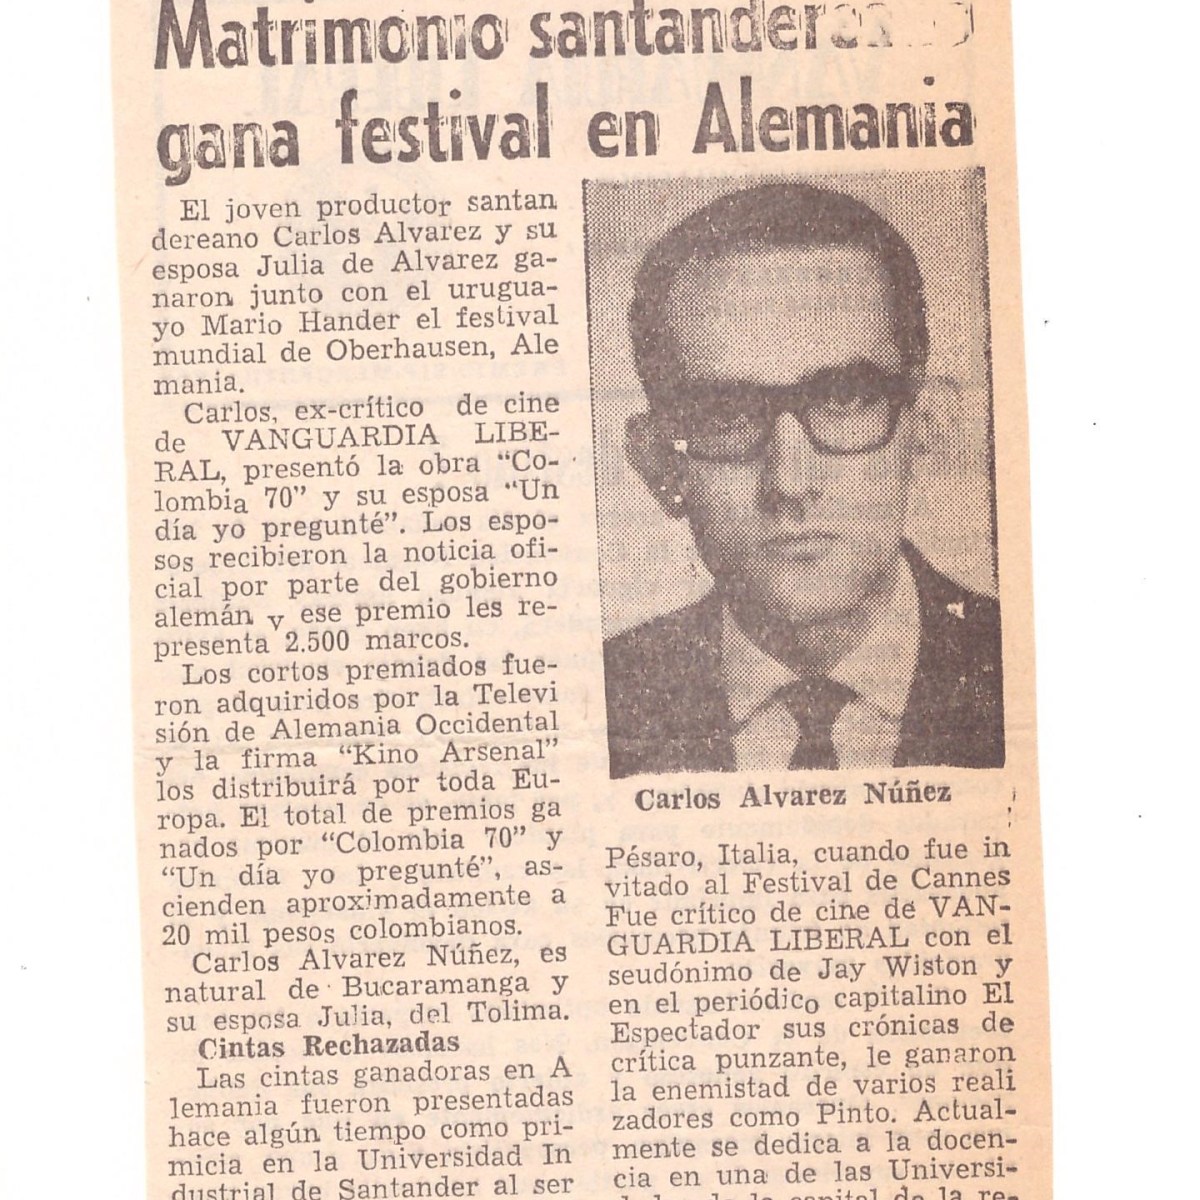 Matrimonio santandereano
gana festival en Alemania
El joven productor santan
dereano Carlos Alvarez y su
esposa Julia de Alvarez ga-
naron junto con el urugua-
yo Mario Hander el festival
mundial de Oberhausen, Ale
mania.
Carlos, ex-crítico de cine
de VANGUARDIA LIBE-
RAL, presentó la obra “Co-
lombia 70” y su esposa “Un
día yo pregunté”. Los espo-
sos recibieron la noticia ofi-
cial por parte del gobierno
alemán y ese premio les re-
presenta 2.500 marcos.
Los cortos premiados fue-
ron adquiridos por la Televi
sión de Alemania Occidental
y la firma “Kino Arsenal”
los distribuirá por toda Eu-
ropa. El total de premios ga
nados por “Colombia 70” y
“Un día yo pregunté”, as-
cienden aproximadamente a
20 mil pesos colombianos.
Carlos Alvarez Núñez, es
natural de Bucaramanga y
su esposa Julia, del Tolima.
Cintas Rechazadas
Las cintas ganadoras en A
lemania fueron presentadas
hace algún tiempo como pri-
micia en la Universidad In
dustrial de Santander al ser
Carlos Alvarez Núñez
Pésaro, Italia, cuando fue in
vitado al Festival de Cannes
Fue crítico de cine de VAN-
GUARDIA LIBERAL con el
seudónimo de Jay Wiston y
en el periódico capitalino El
Espectador sus crónicas de
crítica punzante, le ganaron
la enemistad de varios reali
zadores como Pinto. Actual-
mente se dedica a la docen-
cia en una de las Universi-
de la capital de la re-